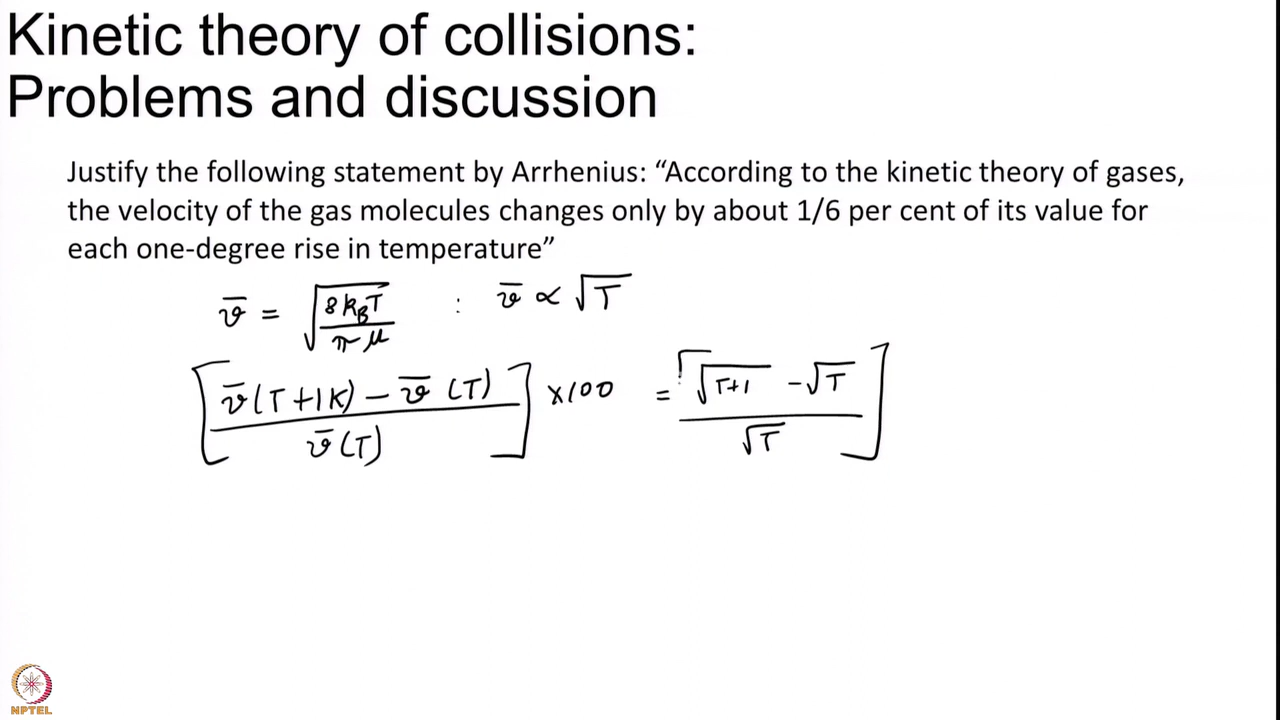 Kinetic theory of collisions:
Problems and discussion
Justify the following statement by Arrhenius: “According to the kinetic theory of gases,
the velocity of the gas molecules changes only by about 1/6 per cent of its value for
each one-degree rise in temperature”
v̅ = √(8 k_B T / π μ) : v̅ ∝ √T
[ (v̅(T+1K) − v̅(T)) / v̅(T) ] ×100 = [ (√(T+1) − √T) / √T ]
NPTEL